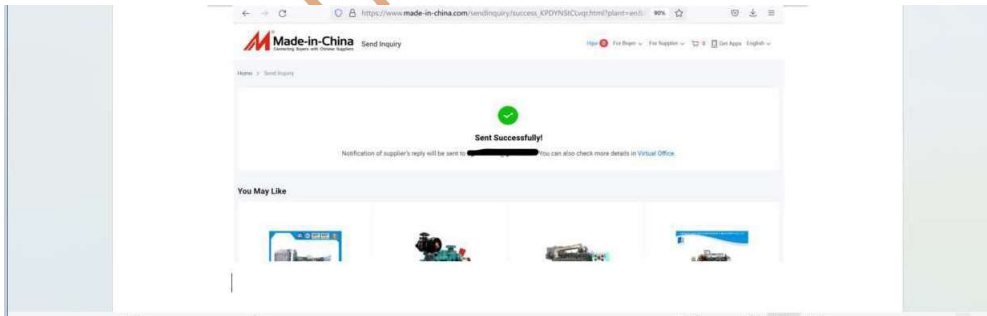 https://www.made-in-china.com/sendInquiry/success_KPDYNStCLvqr.html?plant=en& 90%
Made-in-China
Connecting Buyers with Chinese Suppliers
Send Inquiry
For Buyer
For Supplier
0
Get Apps
English
Home > Send Inquiry
Sent Successfully!
Notification of supplier's reply will be sent to
You can also check more details in Virtual Office.
You May Like